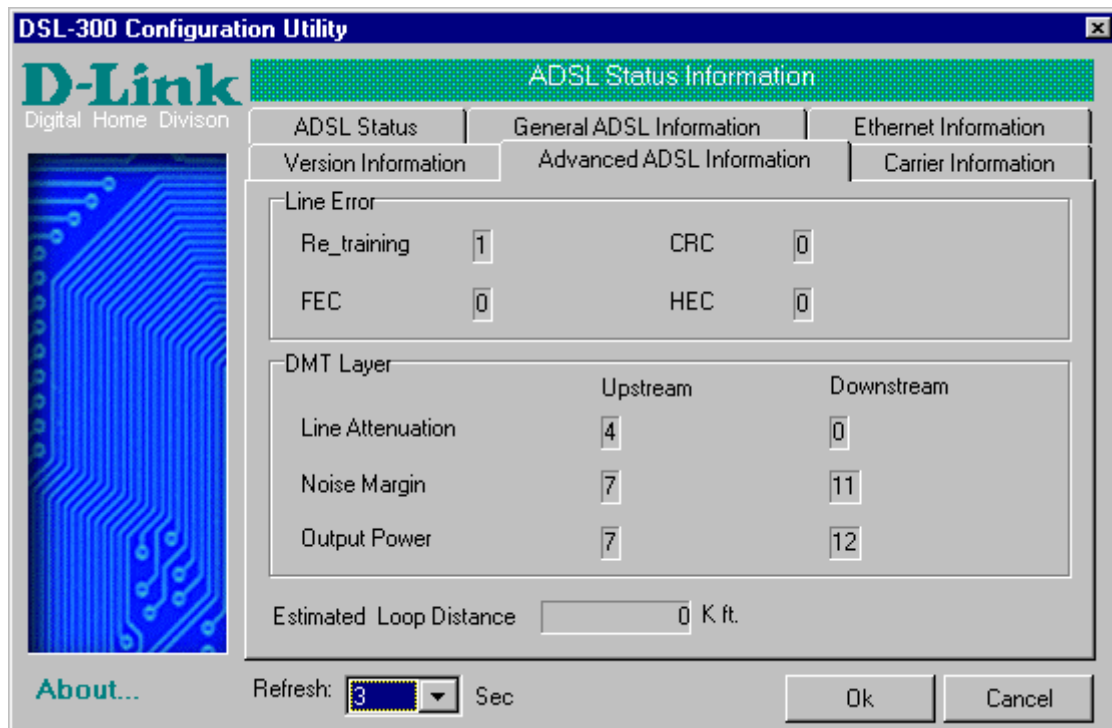 DSL-300 Configuration Utility
D-Link
Digital Home Divison
ADSL Status Information
ADSL Status General ADSL Information Ethernet Information
Version Information Advanced ADSL Information Carrier Information
Line Error
Re_training 1 CRC 0
FEC 0 HEC 0
DMT Layer
Upstream Downstream
Line Attenuation 4 0
Noise Margin 7 11
Output Power 7 12
Estimated Loop Distance 0 K ft.
About... Refresh: 3 Sec Ok Cancel